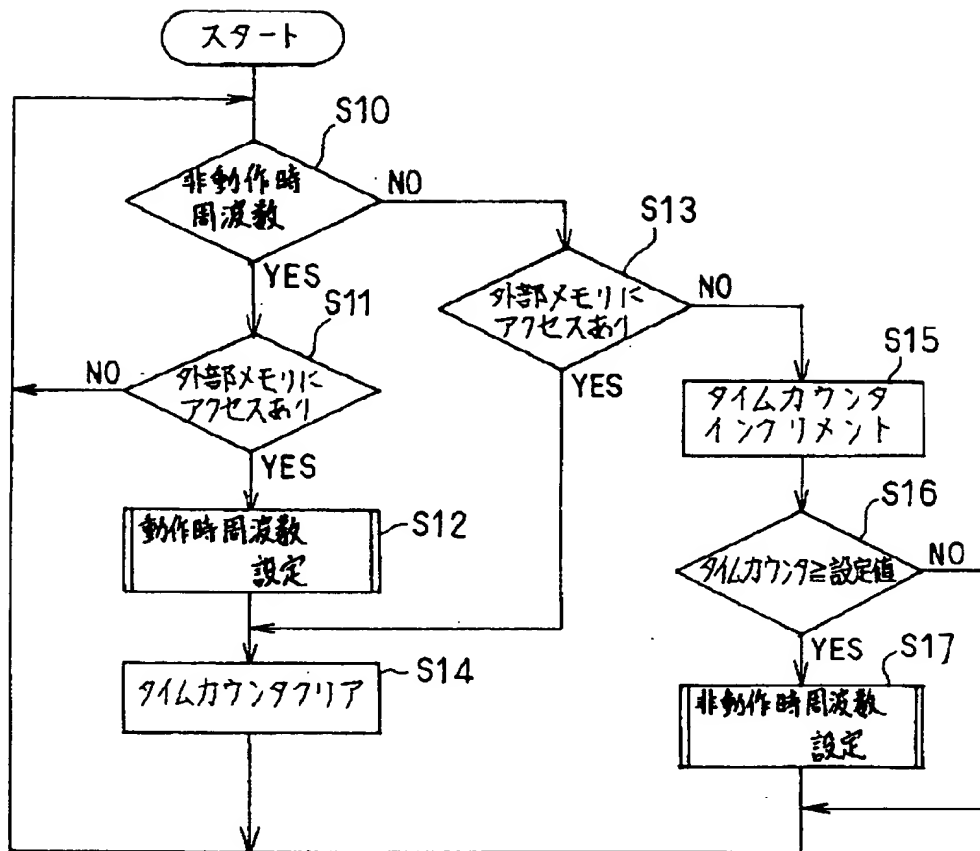 スタート
S10
非動作時
周波数
NO
YES
S13
外部メモリに
アクセスあり
NO
YES
S11
外部メモリに
アクセスあり
NO
YES
S15
タイムカウンタ
インクリメント
S12
動作時周波数
設定
S16
タイムカウンタ≧設定値
NO
YES
S14
タイムカウンタクリア
S17
非動作時周波数
設定